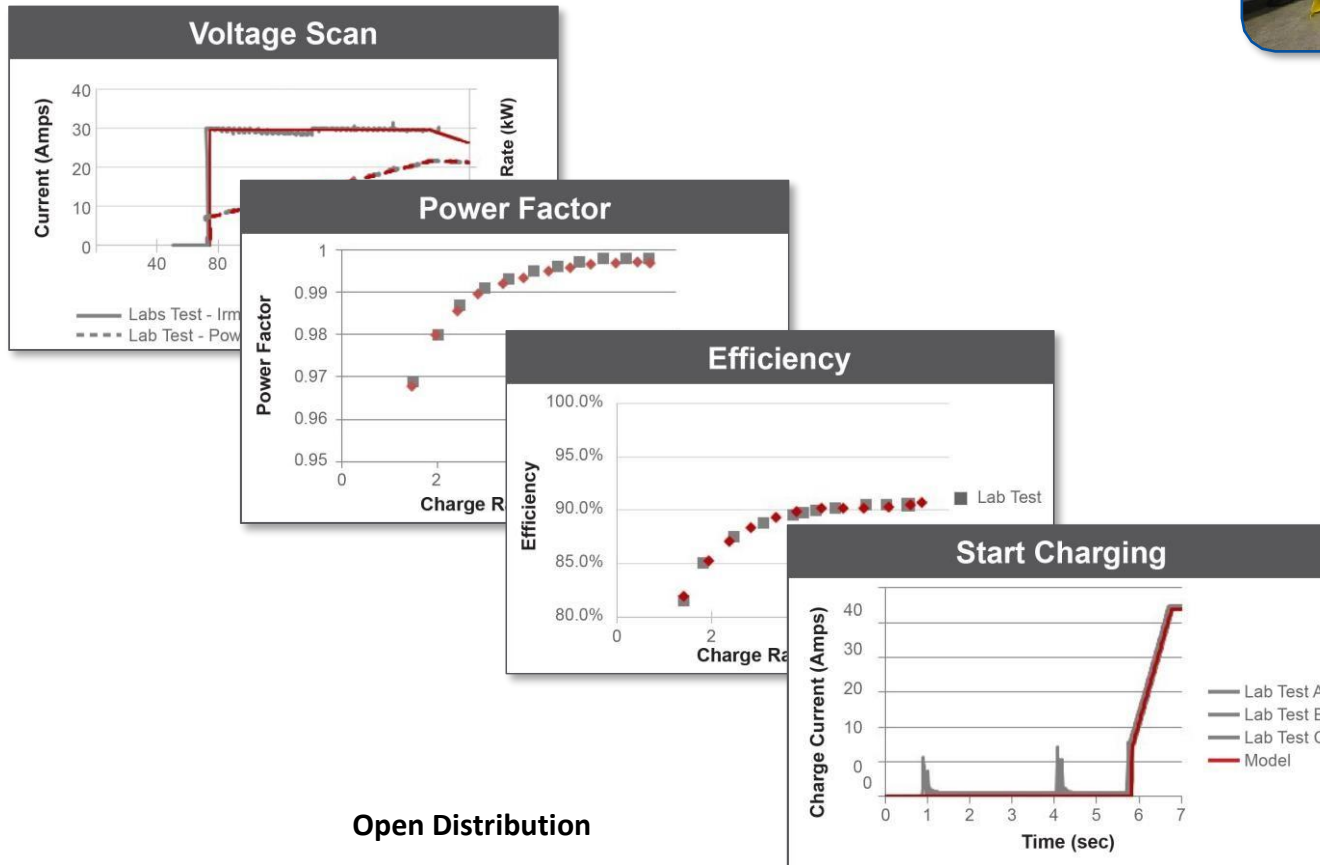 Voltage Scan
Current (Amps)
40
30
20
10
0
40
80
Rate (kW)
Labs Test - Irm
Lab Test - Pow
Power Factor
Power Factor
1
0.99
0.98
0.97
0.96
0.95
0
2
Charge R
Efficiency
Efficiency
100.0%
95.0%
90.0%
85.0%
80.0%
0
2
Charge Ra
Lab Test
Start Charging
Charge Current (Amps)
40
30
20
10
0
0
0
1
2
3
4
5
6
7
Time (sec)
Lab Test A
Lab Test B
Lab Test C
Model
Open Distribution